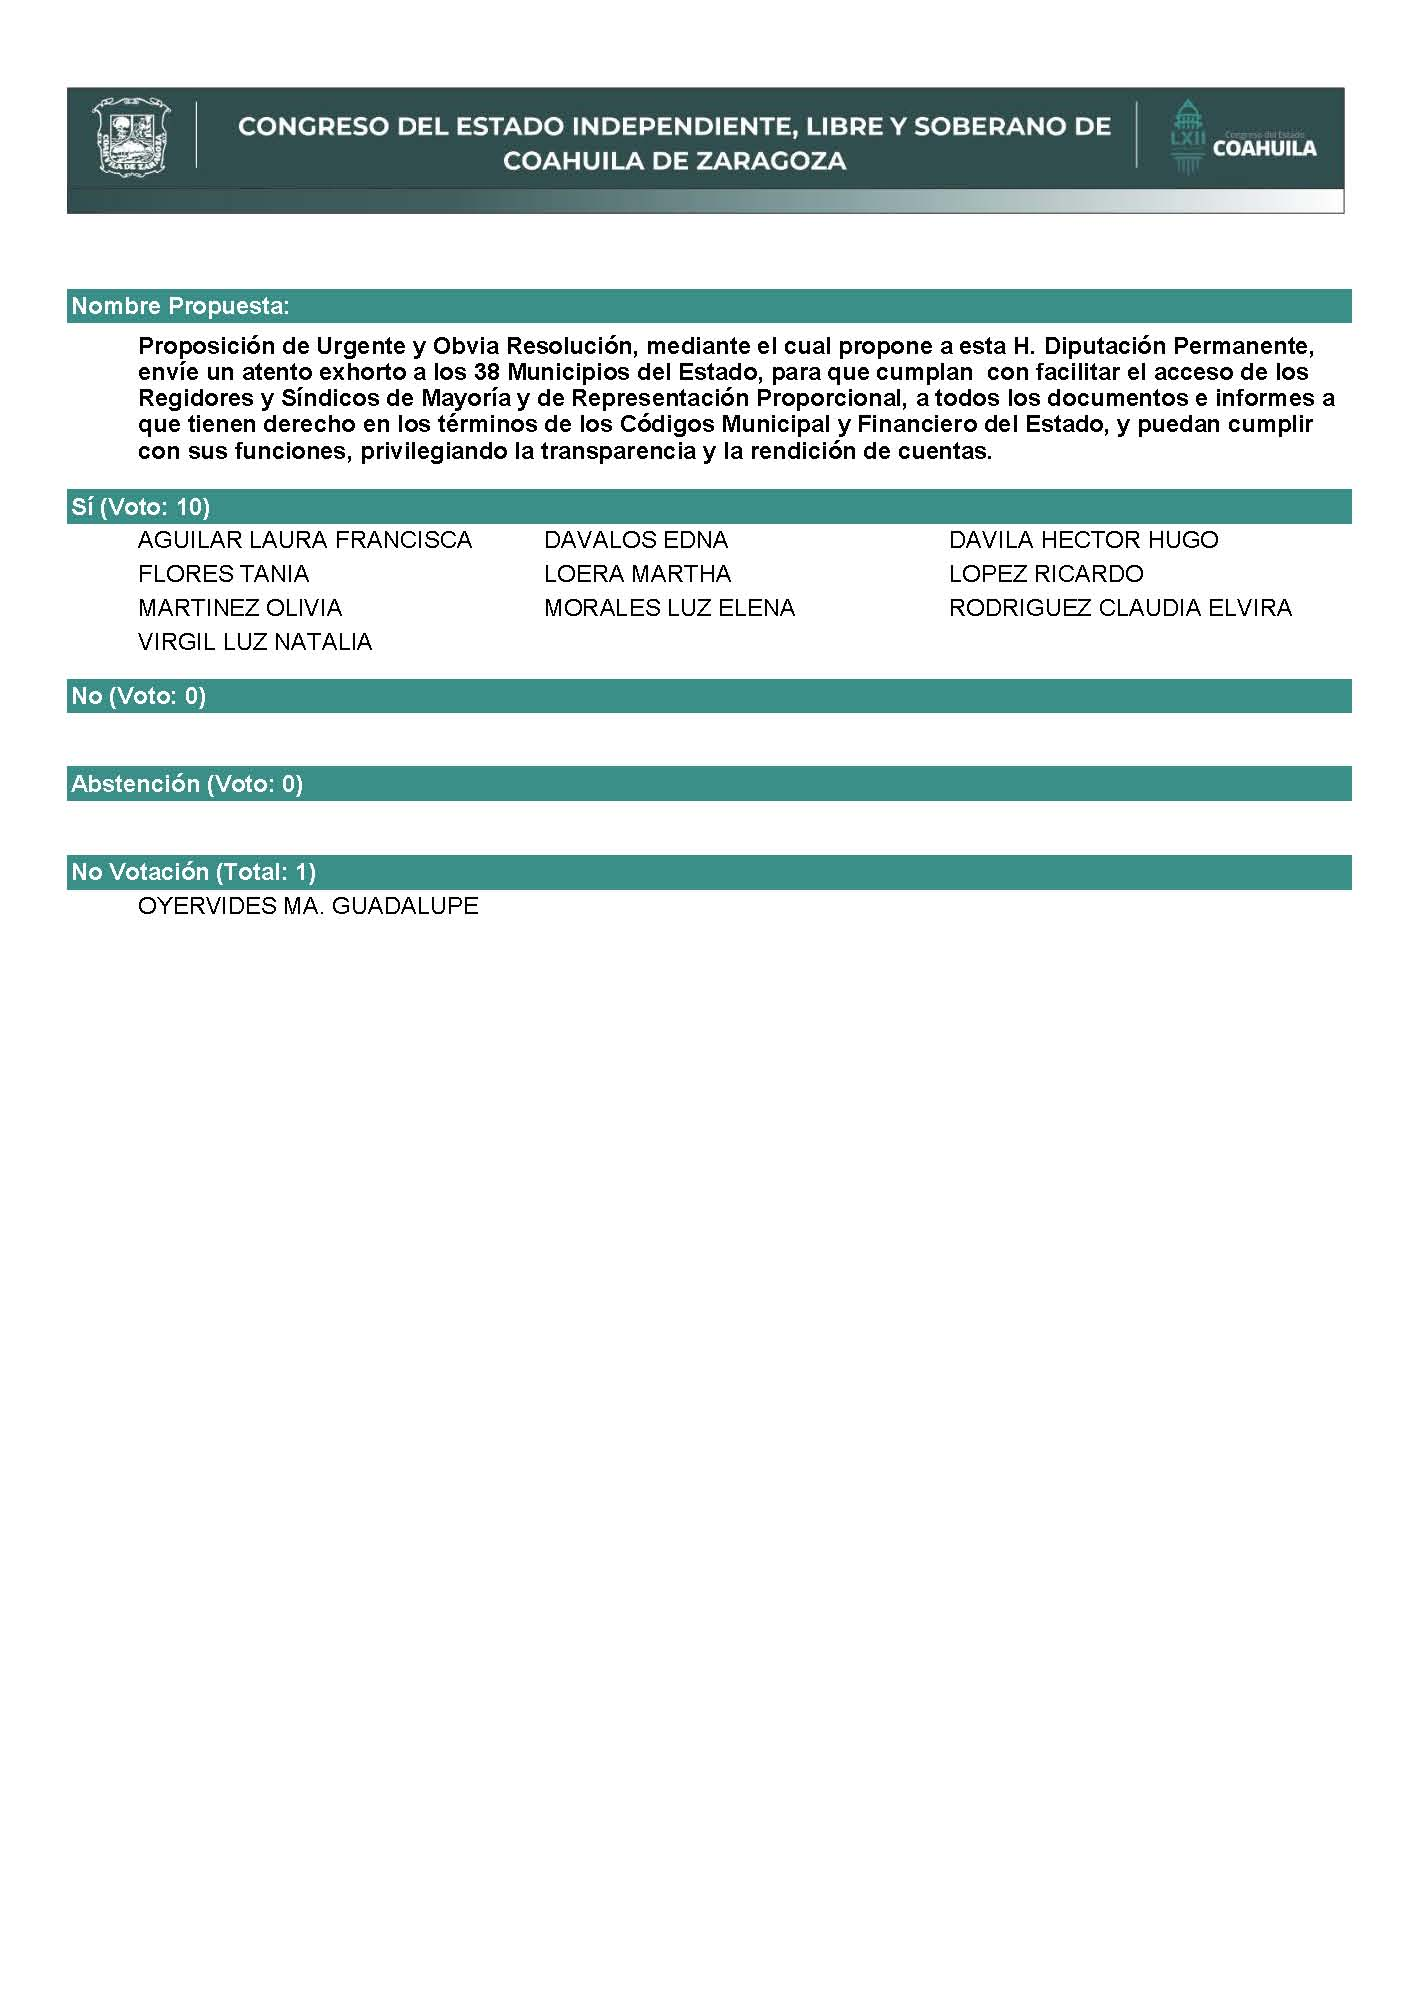 CONGRESO DEL ESTADO INDEPENDIENTE, LIBRE Y SOBERANO DE
COAHUILA DE ZARAGOZA
COAHUILA DE ZARAGOZA
LXII
Congreso del Estado
COAHUILA
Nombre Propuesta:
Proposición de Urgente y Obvia Resolución, mediante el cual propone a esta H. Diputación Permanente,
envíe un atento exhorto a los 38 Municipios del Estado, para que cumplan  con facilitar el acceso de los
Regidores y Síndicos de Mayoría y de Representación Proporcional, a todos los documentos e informes a
que tienen derecho en los términos de los Códigos Municipal y Financiero del Estado, y puedan cumplir
con sus funciones, privilegiando la transparencia y la rendición de cuentas.
Sí (Voto: 10)
AGUILAR LAURA FRANCISCA DAVALOS EDNA DAVILA HECTOR HUGO
FLORES TANIA LOERA MARTHA LOPEZ RICARDO
MARTINEZ OLIVIA MORALES LUZ ELENA RODRIGUEZ CLAUDIA ELVIRA
VIRGIL LUZ NATALIA
No (Voto: 0)
Abstención (Voto: 0)
No Votación (Total: 1)
OYERVIDES MA. GUADALUPE